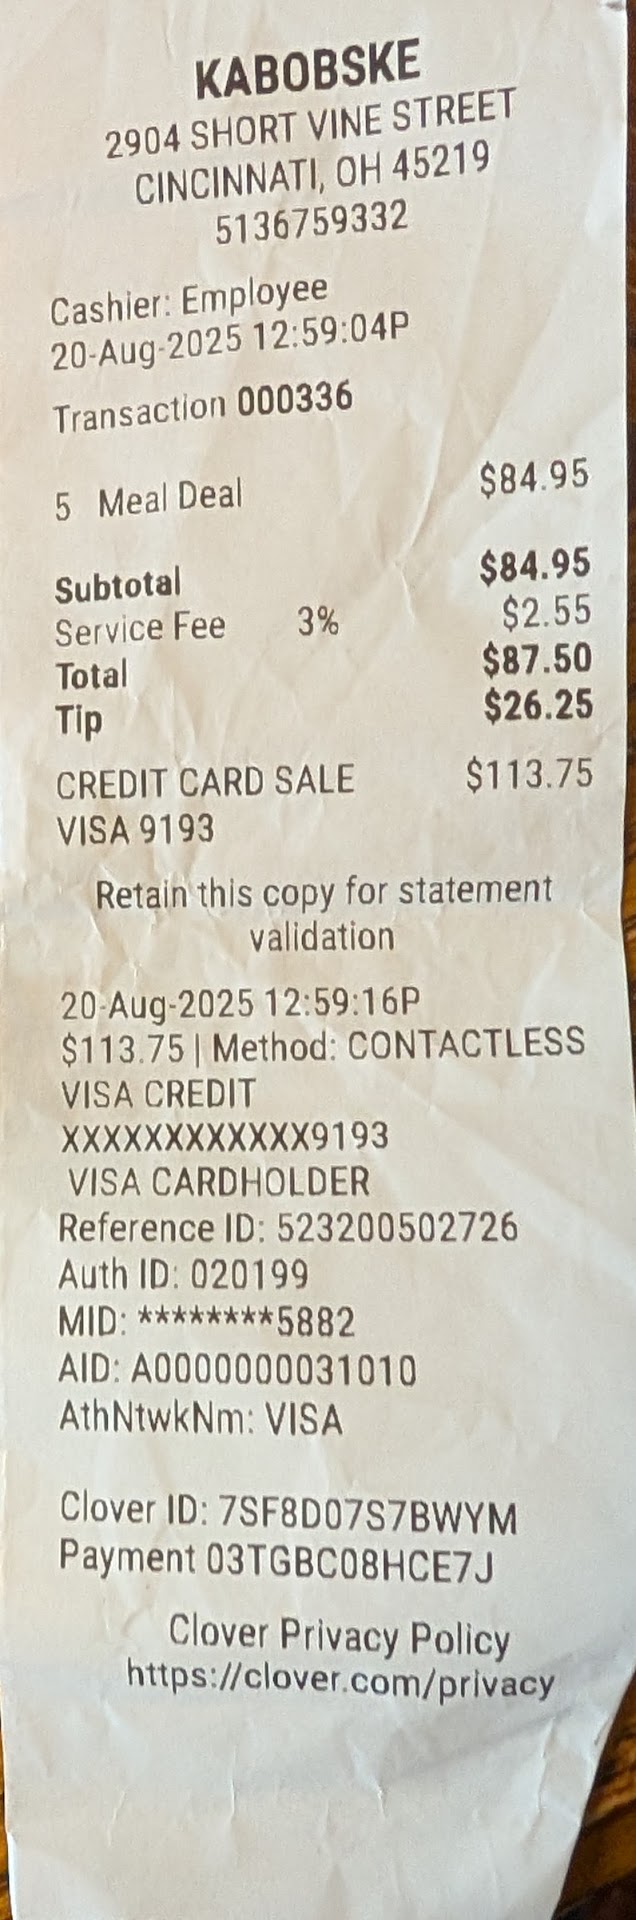 KABOBSKE
2904 SHORT VINE STREET
CINCINNATI, OH 45219
5136759332
Cashier: Employee
20-Aug-2025 12:59:04P
Transaction 000336
5 Meal Deal $84.95
Subtotal $84.95
Service Fee 3% $2.55
Total $87.50
Tip $26.25
CREDIT CARD SALE $113.75
VISA 9193
Retain this copy for statement
validation
20-Aug-2025 12:59:16P
$113.75 | Method: CONTACTLESS
VISA CREDIT
XXXXXXXXXXXX9193
VISA CARDHOLDER
Reference ID: 523200502726
Auth ID: 020199
MID: ********5882
AID: A0000000031010
AthNtwkNm: VISA
Clover ID: 7SF8D07S7BWYM
Payment 03TGBC08HCE7J
Clover Privacy Policy
https://clover.com/privacy